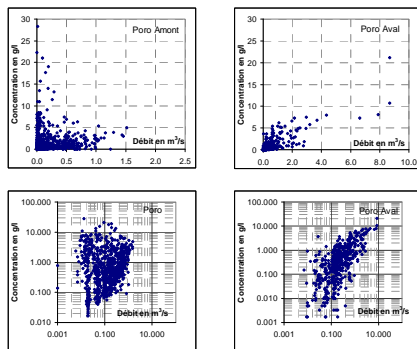 Poro Amont
Concentration en g/l
30
25
20
15
10
5
0
0.0 0.5 1.0 1.5 2.0 2.5
Débit en m³/s
Poro Aval
Concentration en g/l
30
25
20
15
10
5
0
0.0 2.0 4.0 6.0 8.0 10.0
Débit en m³/s
Poro
Concentration en g/l
100.000
10.000
1.000
0.100
0.010
0.001 0.100 10.000
Débit en m³/s
Poro Aval
Concentration en g/l
100.000
10.000
1.000
0.100
0.010
0.001
0.001 0.100 10.000
Débit en m³/s